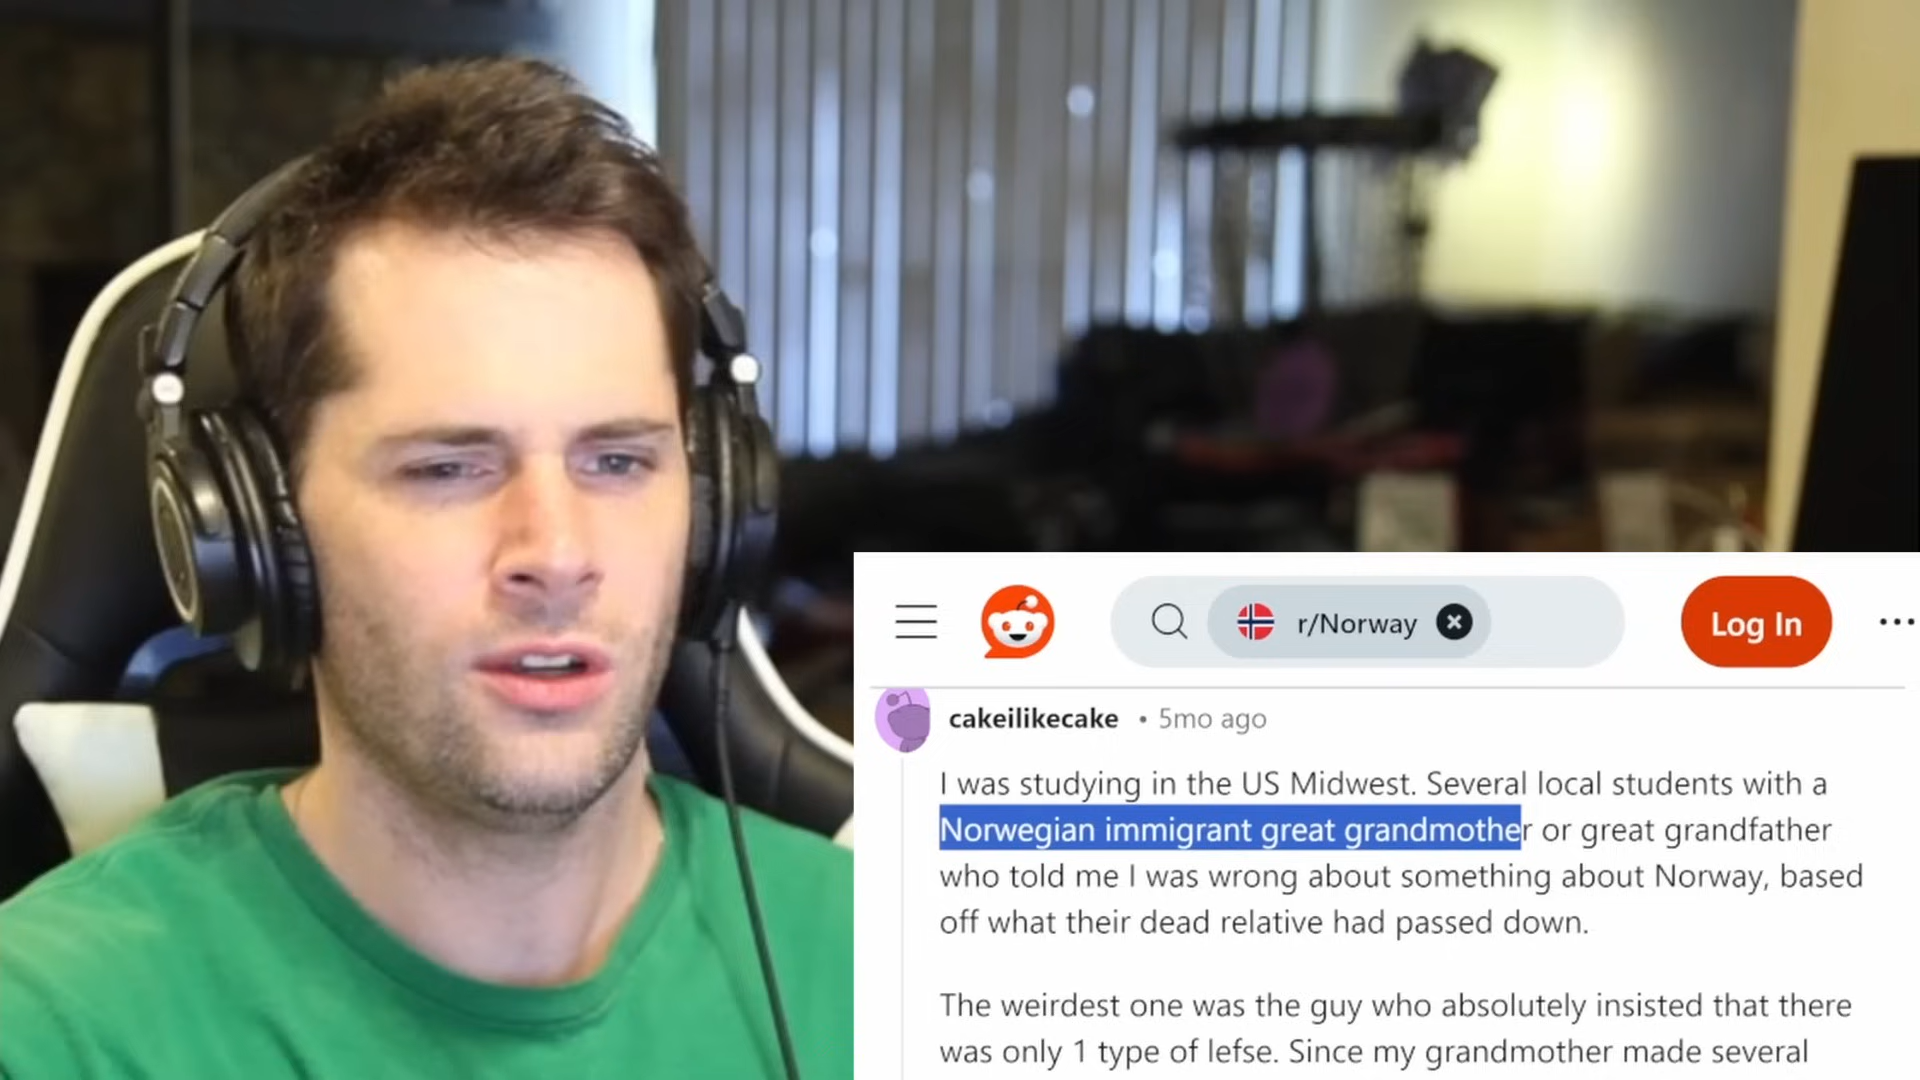 r/Norway
Log In
cakeilikecake • 5mo ago
I was studying in the US Midwest. Several local students with a
Norwegian immigrant great grandmother or great grandfather
who told me I was wrong about something about Norway, based
off what their dead relative had passed down.
The weirdest one was the guy who absolutely insisted that there
was only 1 type of lefse. Since my grandmother made several